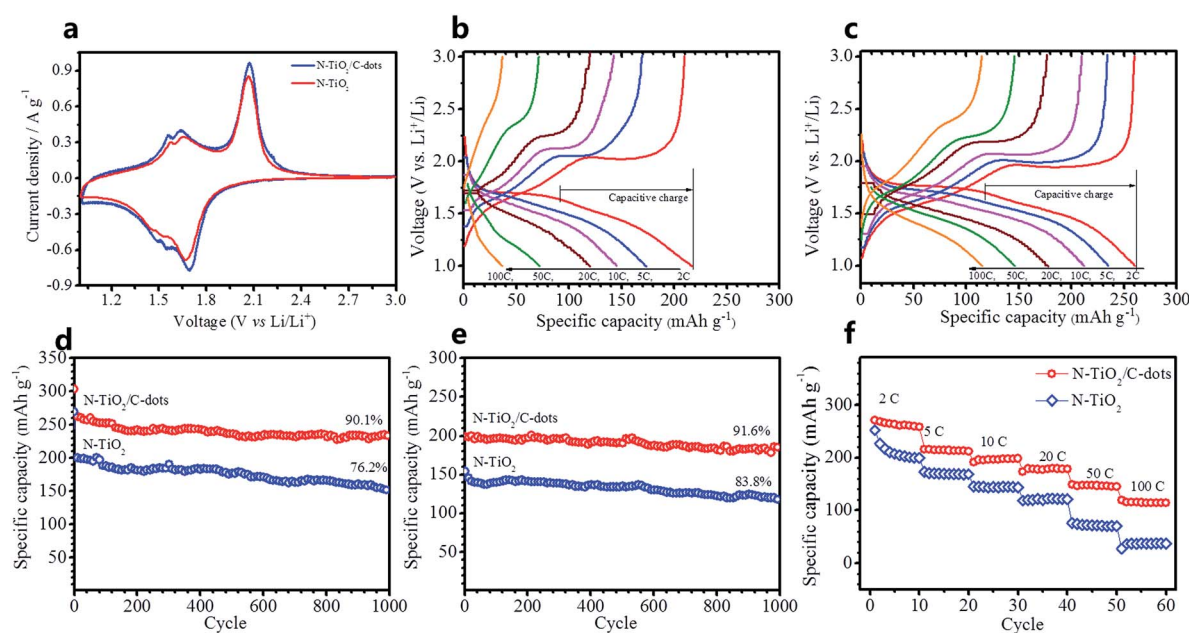 a
N-TiO2/C-dots
N-TiO2
0.9
0.6
0.3
0.0
-0.3
-0.6
-0.9
Current density / A g-1
1.2 1.5 1.8 2.1 2.4 2.7 3.0
Voltage (V vs Li/Li+)
b
3.0
2.5
2.0
1.5
1.0
Voltage (V vs. Li+/Li)
Capacitive charge
100C, 50C, 20C, 10C, 5C, 2C
0 50 100 150 200 250 300
Specific capacity (mAh g-1)
c
3.0
2.5
2.0
1.5
1.0
Voltage (V vs. Li+/Li)
Capacitive charge
100C, 50C, 20C, 10C, 5C, 2C
0 50 100 150 200 250 300
Specific capacity (mAh g-1)
d
350
300
250
200
150
100
50
Specific capacity (mAh g-1)
N-TiO2/C-dots
90.1%
N-TiO2
76.2%
0 200 400 600 800 1000
Cycle
e
300
250
200
150
100
50
0
Specific capacity (mAh g-1)
N-TiO2/C-dots
91.6%
N-TiO2
83.8%
0 200 400 600 800 1000
Cycle
f
N-TiO2/C-dots
N-TiO2
300
200
100
0
Specific capacity (mAh g-1)
2 C
5 C
10 C
20 C
50 C
100 C
0 10 20 30 40 50 60
Cycle